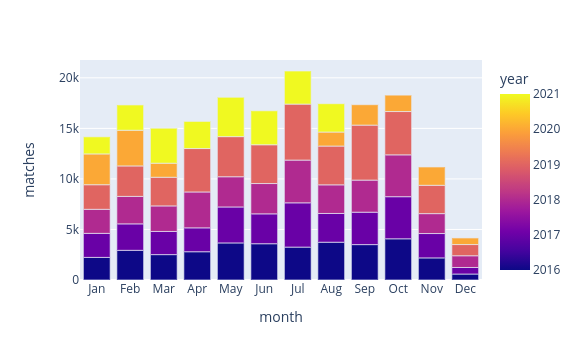 year
20k
15k
10k
5k
0
matches
Jan Feb Mar Apr May Jun Jul Aug Sep Oct Nov Dec
month
2021
2020
2019
2018
2017
2016